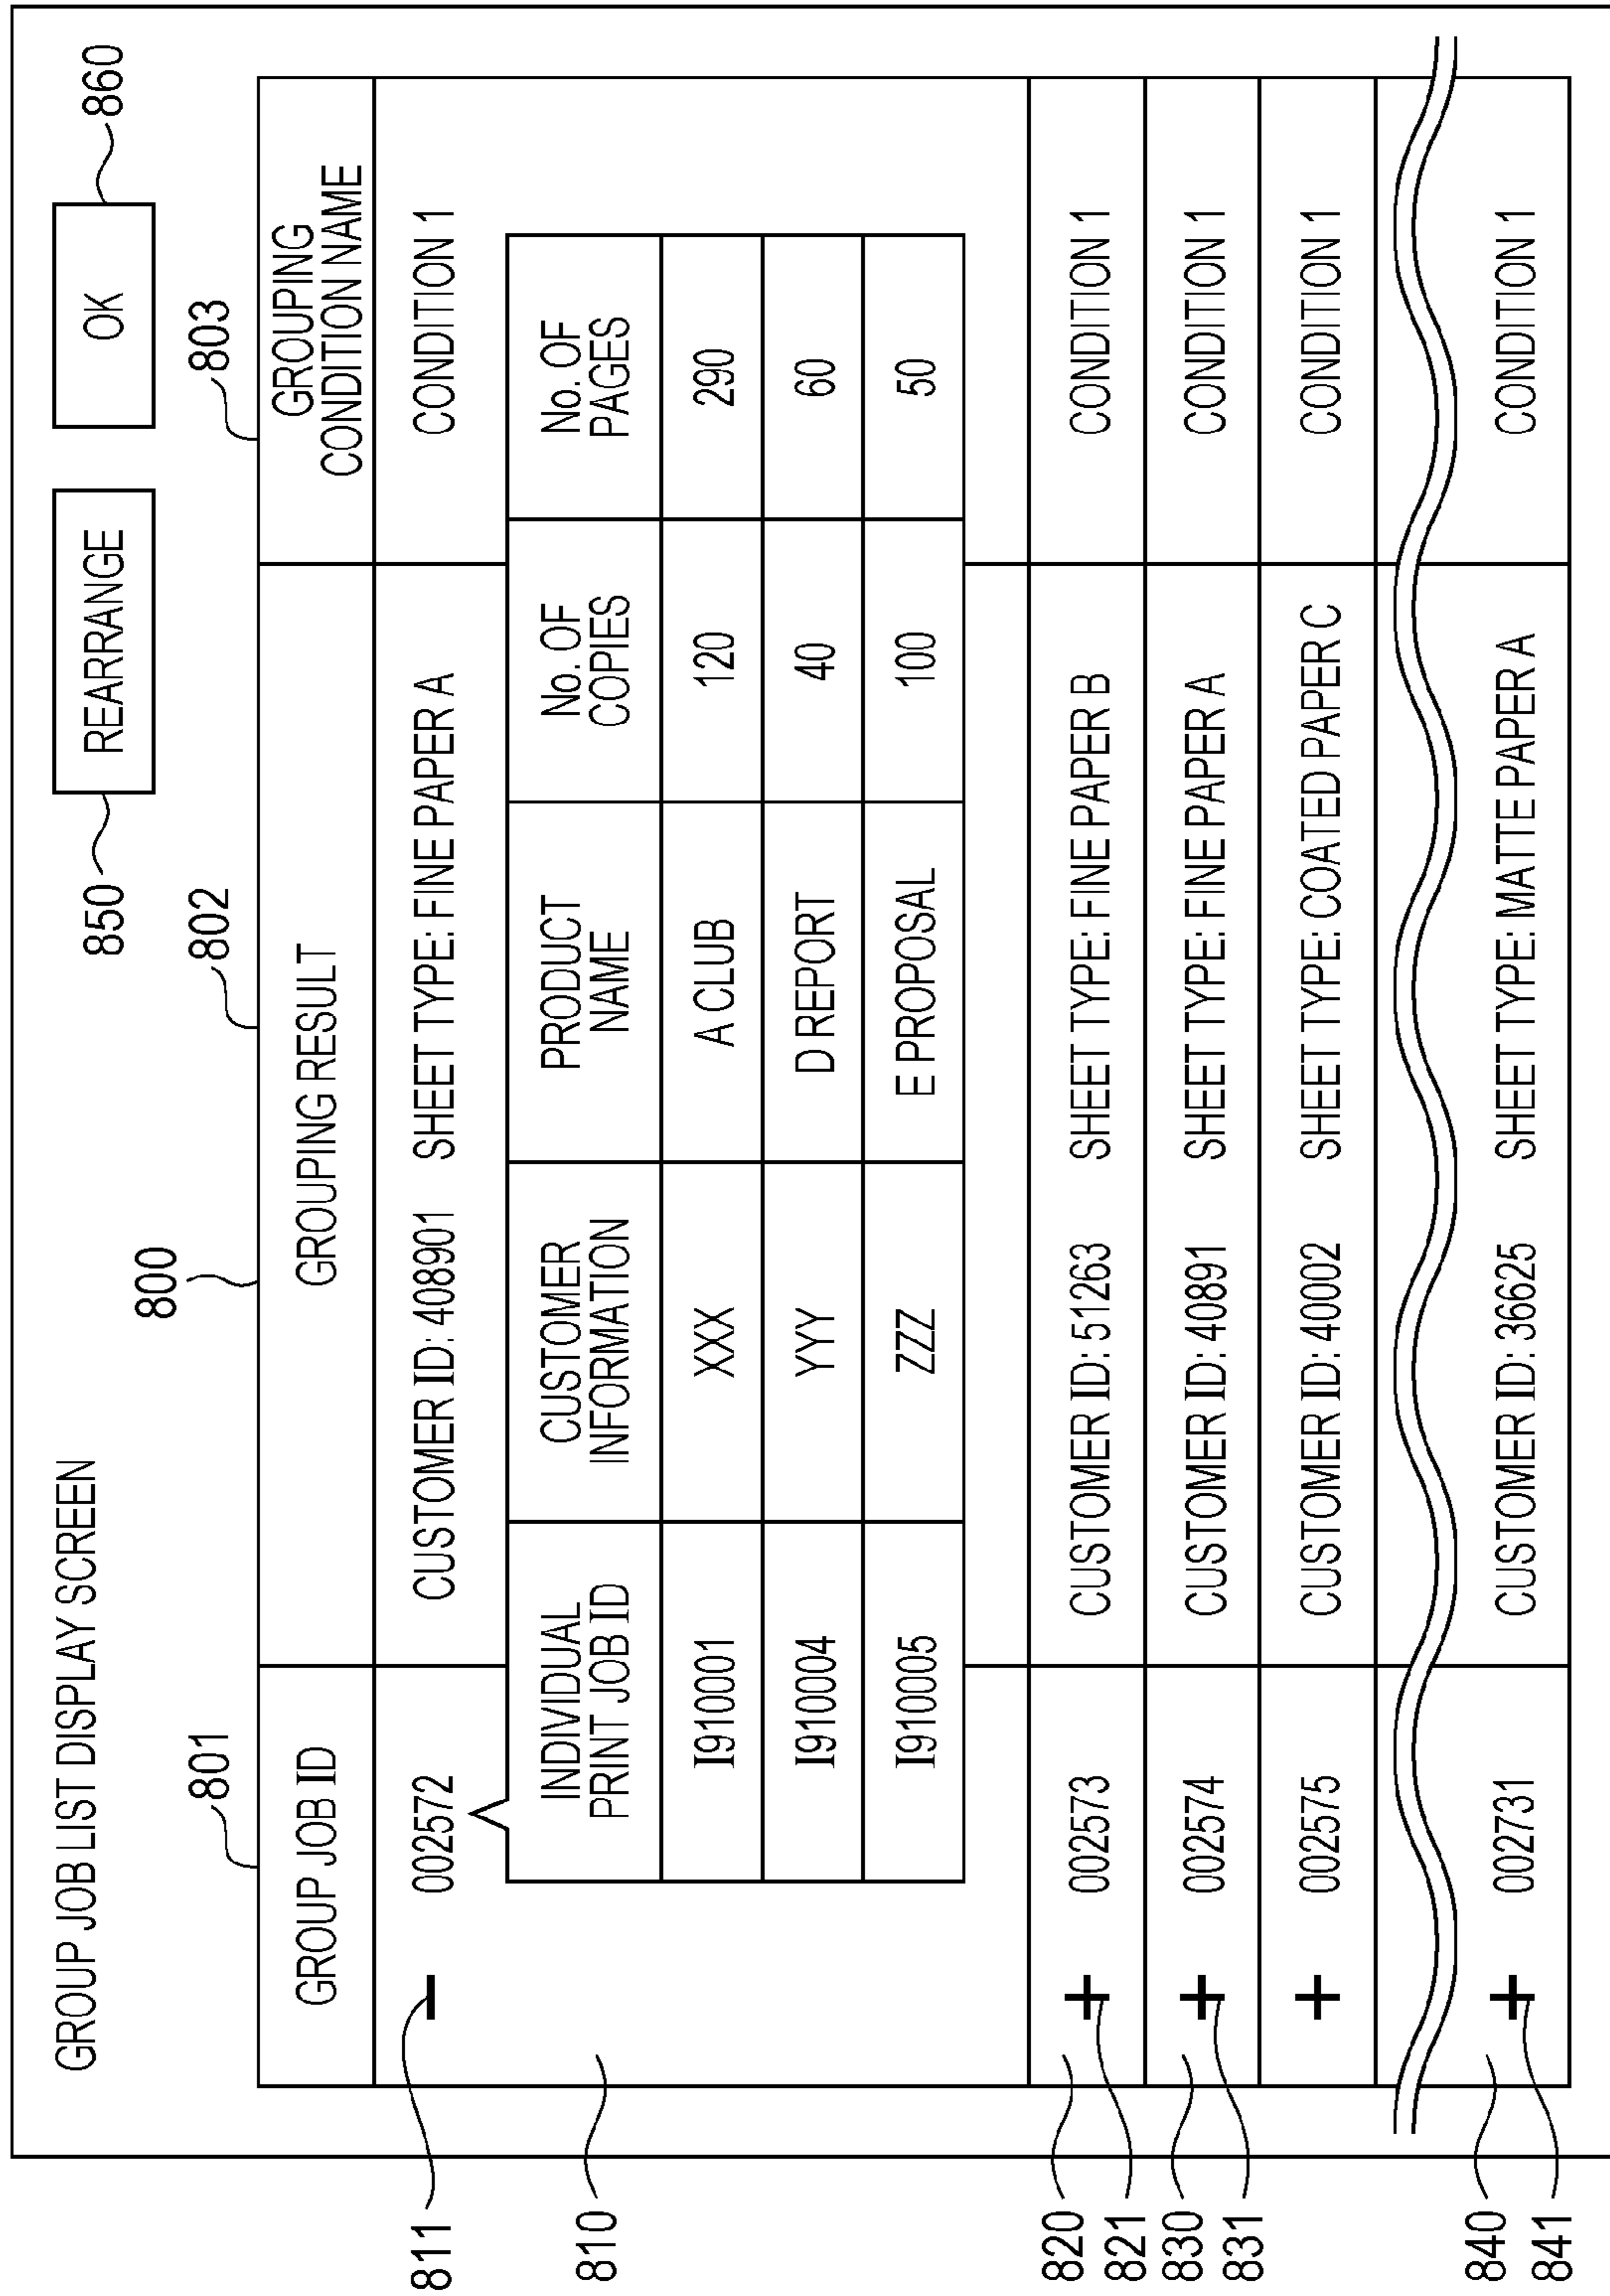 GROUP JOB LIST DISPLAY SCREEN
REARRANGE
OK
850
860
800
801
802
803
GROUP JOB ID
GROUPING RESULT
GROUPING
CONDITION NAME
811
− 002572 CUSTOMER ID: 408901 SHEET TYPE: FINE PAPER A CONDITION 1
810
INDIVIDUAL
PRINT JOB ID
CUSTOMER
INFORMATION
PRODUCT
NAME
No. OF
COPIES
No. OF
PAGES
I910001 XXX A CLUB 120 290
I910004 YYY D REPORT 40 60
I910005 ZZZ E PROPOSAL 100 50
820
821
+ 002573 CUSTOMER ID: 51263 SHEET TYPE: FINE PAPER B CONDITION 1
830
831
+ 002574 CUSTOMER ID: 40891 SHEET TYPE: FINE PAPER A CONDITION 1
+ 002575 CUSTOMER ID: 40002 SHEET TYPE: COATED PAPER C CONDITION 1
840
841
+ 002731 CUSTOMER ID: 36625 SHEET TYPE: MATTE PAPER A CONDITION 1